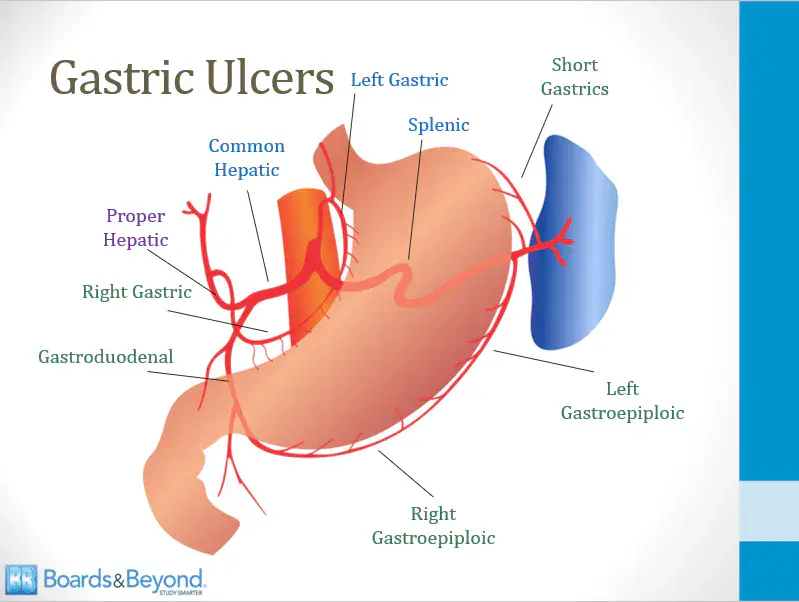 Gastric Ulcers
Left Gastric
Short
Gastrics
Splenic
Common
Hepatic
Proper
Hepatic
Right Gastric
Gastroduodenal
Left
Gastroepiploic
Right
Gastroepiploic
BB Boards&Beyond.
STUDY SMARTER